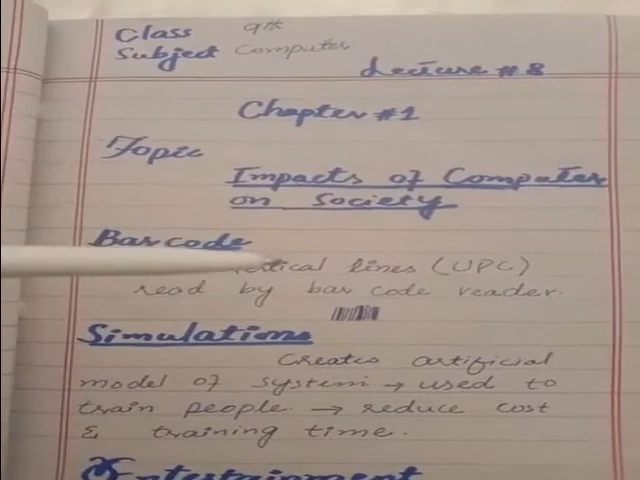 Class 9th
Subject Computer
Lecture # 8
Chapter #1
Topic
Impacts of Computer
on Society
Bar code
vertical lines (UPC)
read by bar code reader.
Simulations
Creates artificial
model of system → used to
train people → reduce cost
& training time.
Entertainment